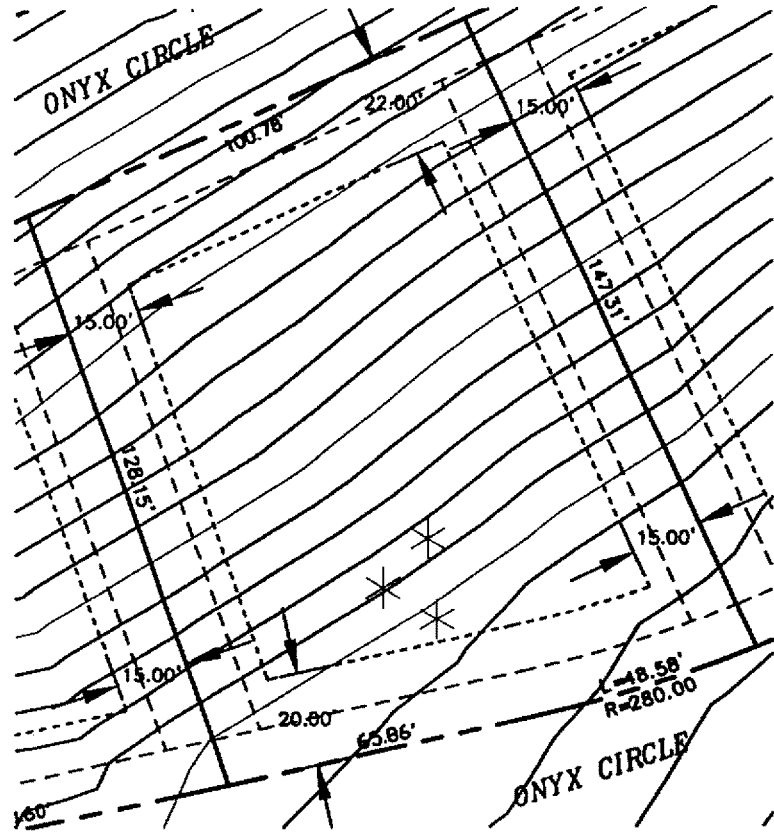 ONYX CIRCLE
22.00'
100.78'
15.00'
147.31'
15.00'
128.15'
15.00'
15.00'
20.00'
L=48.58'
R=280.00
65.86'
ONYX CIRCLE